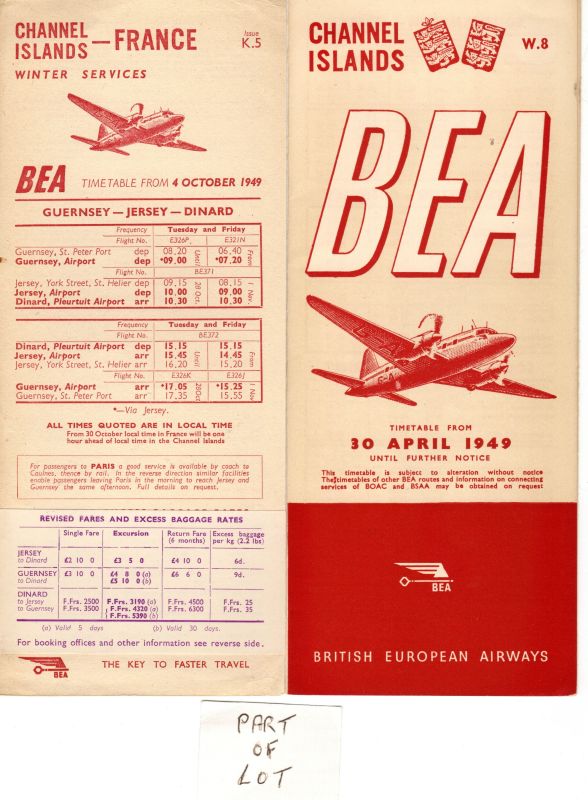 CHANNEL
ISLANDS — FRANCE
Issue
K.5
WINTER SERVICES
BEA TIMETABLE FROM 4 OCTOBER 1949
GUERNSEY — JERSEY — DINARD
Frequency Tuesday and Friday
Flight No. E326P E321N
Guernsey, St. Peter Port dep 08.20 06.40
Guernsey, Airport dep *09.00 *07.20
Flight No. BE371
Jersey, York Street, St. Helier dep 09.15 08.15
Jersey, Airport dep 10.00 09.00
Dinard, Pleurtuit Airport arr 10.30 10.30
Until 28 Oct.
From 1 Nov.
Frequency Tuesday and Friday
Flight No. BE372
Dinard, Pleurtuit Airport dep 15.15 15.15
Jersey, Airport arr 15.45 14.45
Jersey, York Street, St. Helier arr 16.20 15.20
Flight No. E326K E326J
Guernsey, Airport arr *17.05 *15.25
Guernsey, St. Peter Port arr 17.35 15.55
Until 28 Oct
From 1 Nov.
*—Via Jersey.
ALL TIMES QUOTED ARE IN LOCAL TIME
From 30 October local time in France will be one
hour ahead of local time in the Channel Islands
For passengers to PARIS a good service is available by coach to
Caulnes, thence by rail. In the reverse direction similar facilities
enable passengers leaving Paris in the morning to reach Jersey and
Guernsey the same afternoon. Full details on request.
REVISED FARES AND EXCESS BAGGAGE RATES
Single Fare Excursion Return Fare (6 months) Excess baggage per kg (2.2 lbs)
JERSEY
to Dinard £2 10 0 £3 5 0 £4 10 0 6d.
GUERNSEY £3 10 0 £4 8 0 (a) £6 6 0 9d.
to Dinard £5 10 0 (b)
DINARD
to Jersey F.Frs. 2500 F.Frs. 3190 (a) F.Frs. 4500 F.Frs. 25
to Guernsey F.Frs. 3500 F.Frs. 4320 (a) F.Frs. 6300 F.Frs. 35
F.Frs. 5390 (b)
(a) Valid 5 days (b) Valid 30 days.
For booking offices and other information see reverse side.
BEA THE KEY TO FASTER TRAVEL
CHANNEL
ISLANDS
W.8
BEA
TIMETABLE FROM
30 APRIL 1949
UNTIL FURTHER NOTICE
This timetable is subject to alteration without notice
The timetables of other BEA routes and information on connecting
services of BOAC and BSAA may be obtained on request
BEA
BRITISH EUROPEAN AIRWAYS
PART
OF
LOT